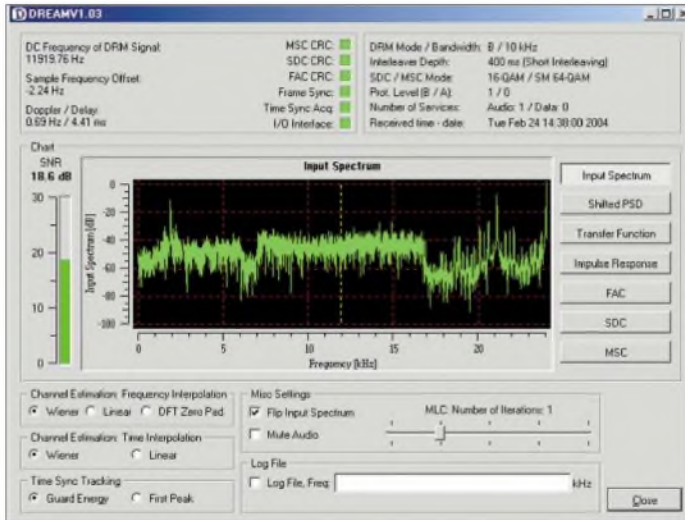 DREAMV1.03
DC Frequency of DRM Signal:
11919.76 Hz
Sample Frequency Offset:
-2.24 Hz
Doppler / Delay:
0.69 Hz / 4.41 ms
MSC CRC:
SDC CRC:
FAC CRC:
Frame Sync:
Time Sync Acq:
I/O Interface:
DRM Mode / Bandwidth: B / 10 kHz
Interleaver Depth: 400 ms (Short Interleaving)
SDC / MSC Mode: 16-QAM / SM 64-QAM
Prot. Level (B / A): 1 / 0
Number of Services: Audio: 1 / Data: 0
Received time - date: Tue Feb 24 14:38:00 2004
Chart
SNR
18.6 dB
30
20
10
0
Input Spectrum
Input Spectrum [dB]
0
-20
-40
-60
-80
-100
0 5 10 15 20
Frequency [kHz]
Input Spectrum
Shifted PSD
Transfer Function
Impulse Response
FAC
SDC
MSC
Channel Estimation: Frequency Interpolation
Wiener Linear DFT Zero Pad
Channel Estimation: Time Interpolation
Wiener Linear
Time Sync Tracking
Guard Energy First Peak
Misc Settings
Flip Input Spectrum
Mute Audio
MLC: Number of Iterations: 1
Log File
Log File, Freq: kHz
Close